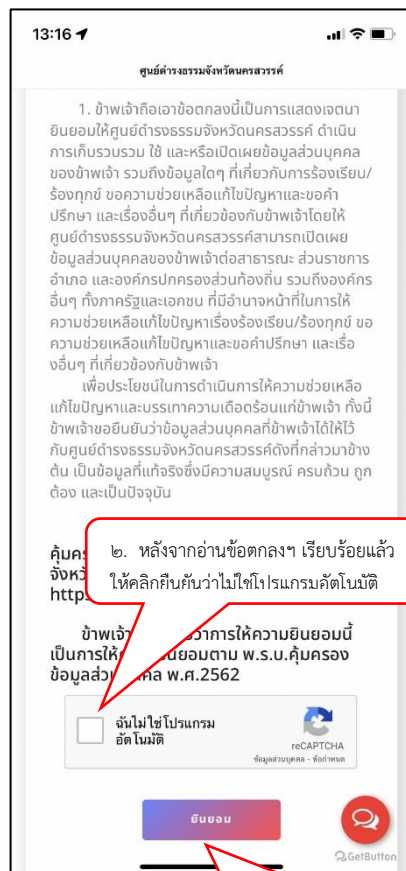 13:16
ศูนย์ดำรงธรรมจังหวัดนครสวรรค์
1. ข้าพเจ้าถือเอาข้อตกลงนี้เป็นการแสดงเจตนา
ยินยอมให้ศูนย์ดำรงธรรมจังหวัดนครสวรรค์ ดำเนิน
การเก็บรวบรวม ใช้ และหรือเปิดเผยข้อมูลส่วนบุคคล
ของข้าพเจ้า รวมถึงข้อมูลใดๆ ที่เกี่ยวกับการร้องเรียน/
ร้องทุกข์ ขอความช่วยเหลือแก้ไขปัญหาและขอคำ
ปรึกษา และเรื่องอื่นๆ ที่เกี่ยวข้องกับข้าพเจ้าโดยให้
ศูนย์ดำรงธรรมจังหวัดนครสวรรค์สามารถเปิดเผย
ข้อมูลส่วนบุคคลของข้าพเจ้าต่อสาธารณะ ส่วนราชการ
อำเภอ และองค์กรปกครองส่วนท้องถิ่น รวมถึงองค์กร
อื่นๆ ทั้งภาครัฐและเอกชน ที่มีอำนาจหน้าที่ในการให้
ความช่วยเหลือแก้ไขปัญหาเรื่องร้องเรียน/ร้องทุกข์ ขอ
ความช่วยเหลือแก้ไขปัญหาและขอคำปรึกษา และเรื่อ
งอื่นๆ ที่เกี่ยวข้องกับข้าพเจ้า
เพื่อประโยชน์ในการดำเนินการให้ความช่วยเหลือ
แก้ไขปัญหาและบรรเทาความเดือดร้อนแก่ข้าพเจ้า ทั้งนี้
ข้าพเจ้าขอยืนยันว่าข้อมูลส่วนบุคคลที่ข้าพเจ้าได้ให้ไว้
กับศูนย์ดำรงธรรมจังหวัดนครสวรรค์ดังที่กล่าวมาข้าง
ต้น เป็นข้อมูลที่แท้จริงซึ่งมีความสมบูรณ์ ครบถ้วน ถูก
ต้อง และเป็นปัจจุบัน
๒. หลังจากอ่านข้อตกลงฯ เรียบร้อยแล้ว
ให้คลิกยืนยันว่าไม่ใช่โปรแกรมอัตโนมัติ
คุ้มคร
จังหวั
http
ข้าพเจ้า ว่าการให้ความยินยอมนี้
เป็นการให้ ยินยอมตาม พ.ร.บ.คุ้มครอง
ข้อมูลส่วน คล พ.ศ.2562
ฉันไม่ใช่โปรแกรม
อัตโนมัติ
reCAPTCHA
ข้อมูลส่วนบุคคล - ข้อกำหนด
ยินยอม
GetButton